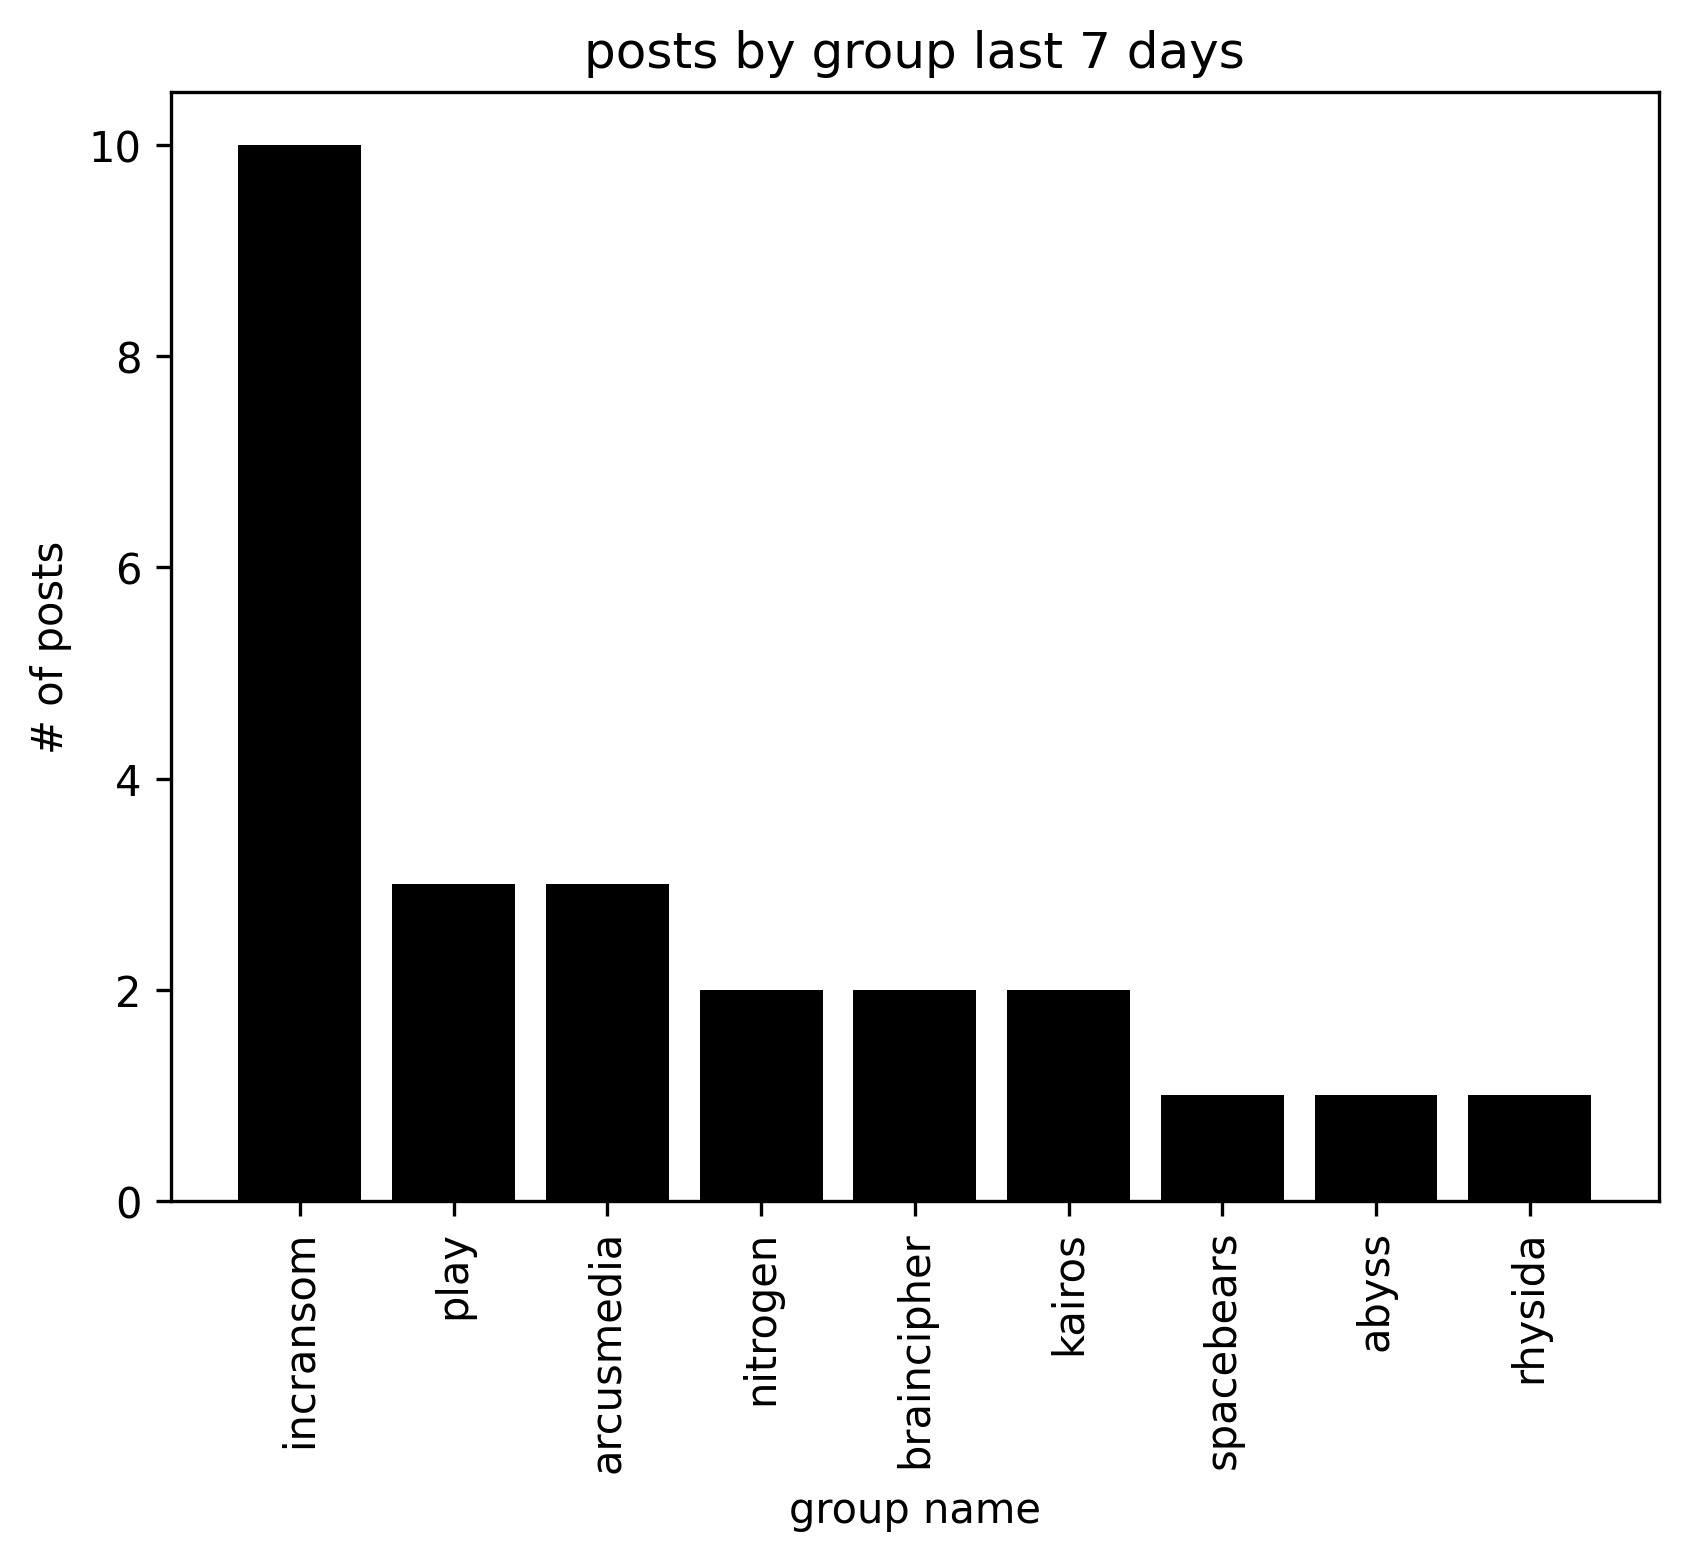 posts by group last 7 days
# of posts
10
8
6
4
2
0
incransom
play
arcusmedia
nitrogen
braincipher
kairos
spacebears
abyss
rhysida
group name